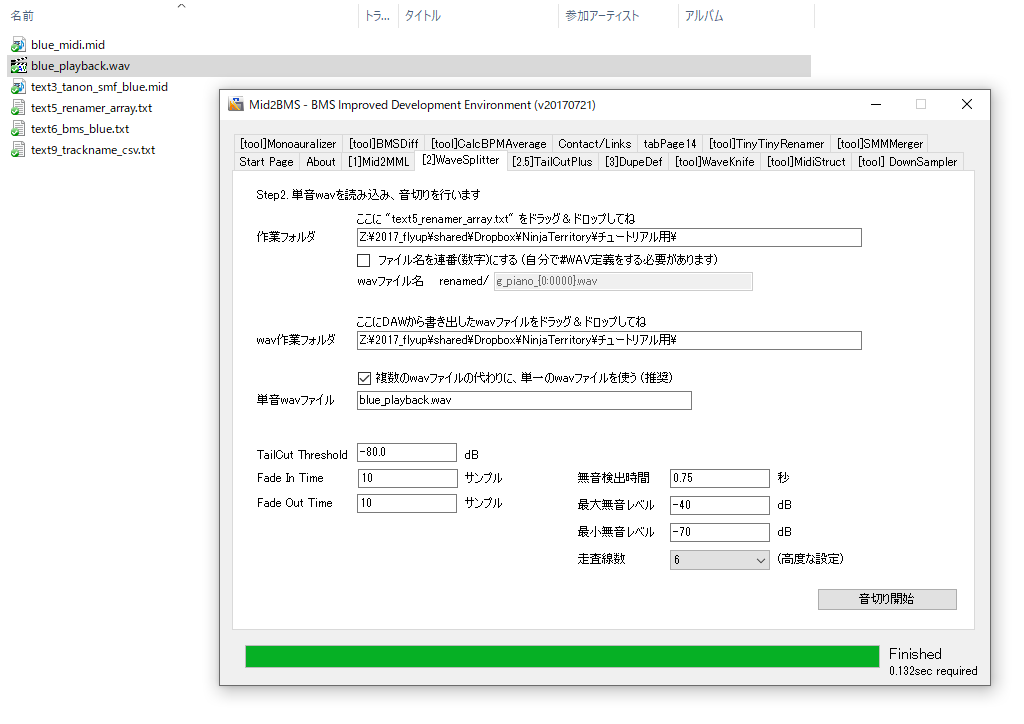 名前
トラ...
タイトル
参加アーティスト
アルバム
blue_midi.mid
blue_playback.wav
text3_tanon_smf_blue.mid
text5_renamer_array.txt
text6_bms_blue.txt
text9_trackname_csv.txt
Mid2BMS - BMS Improved Development Environment (v20170721)
[tool]Monoauralizer
[tool]BMSDiff
[tool]CalcBPMAverage
Contact/Links
tabPage14
[tool]TinyTinyRenamer
[tool]SMMMerger
Start Page
About
[1]Mid2MML
[2]WaveSplitter
[2.5]TailCutPlus
[3]DupeDef
[tool]WaveKnife
[tool]MidiStruct
[tool] DownSampler
Step2. 単音wavを読み込み、音切りを行います
ここに "text5_renamer_array.txt" をドラッグ＆ドロップしてね
作業フォルダ
Z:¥2017_flyup¥shared¥Dropbox¥NinjaTerritory¥チュートリアル用¥
ファイル名を連番(数字)にする (自分で#WAV定義をする必要があります)
wavファイル名
renamed/
g_piano_{0:0000}.wav
ここにDAWから書き出したwavファイルをドラッグ＆ドロップしてね
wav作業フォルダ
Z:¥2017_flyup¥shared¥Dropbox¥NinjaTerritory¥チュートリアル用¥
複数のwavファイルの代わりに、単一のwavファイルを使う (推奨)
単音wavファイル
blue_playback.wav
TailCut Threshold
-80.0
dB
Fade In Time
10
サンプル
無音検出時間
0.75
秒
Fade Out Time
10
サンプル
最大無音レベル
-40
dB
最小無音レベル
-70
dB
走査線数
6
(高度な設定)
音切り開始
Finished
0.132sec required